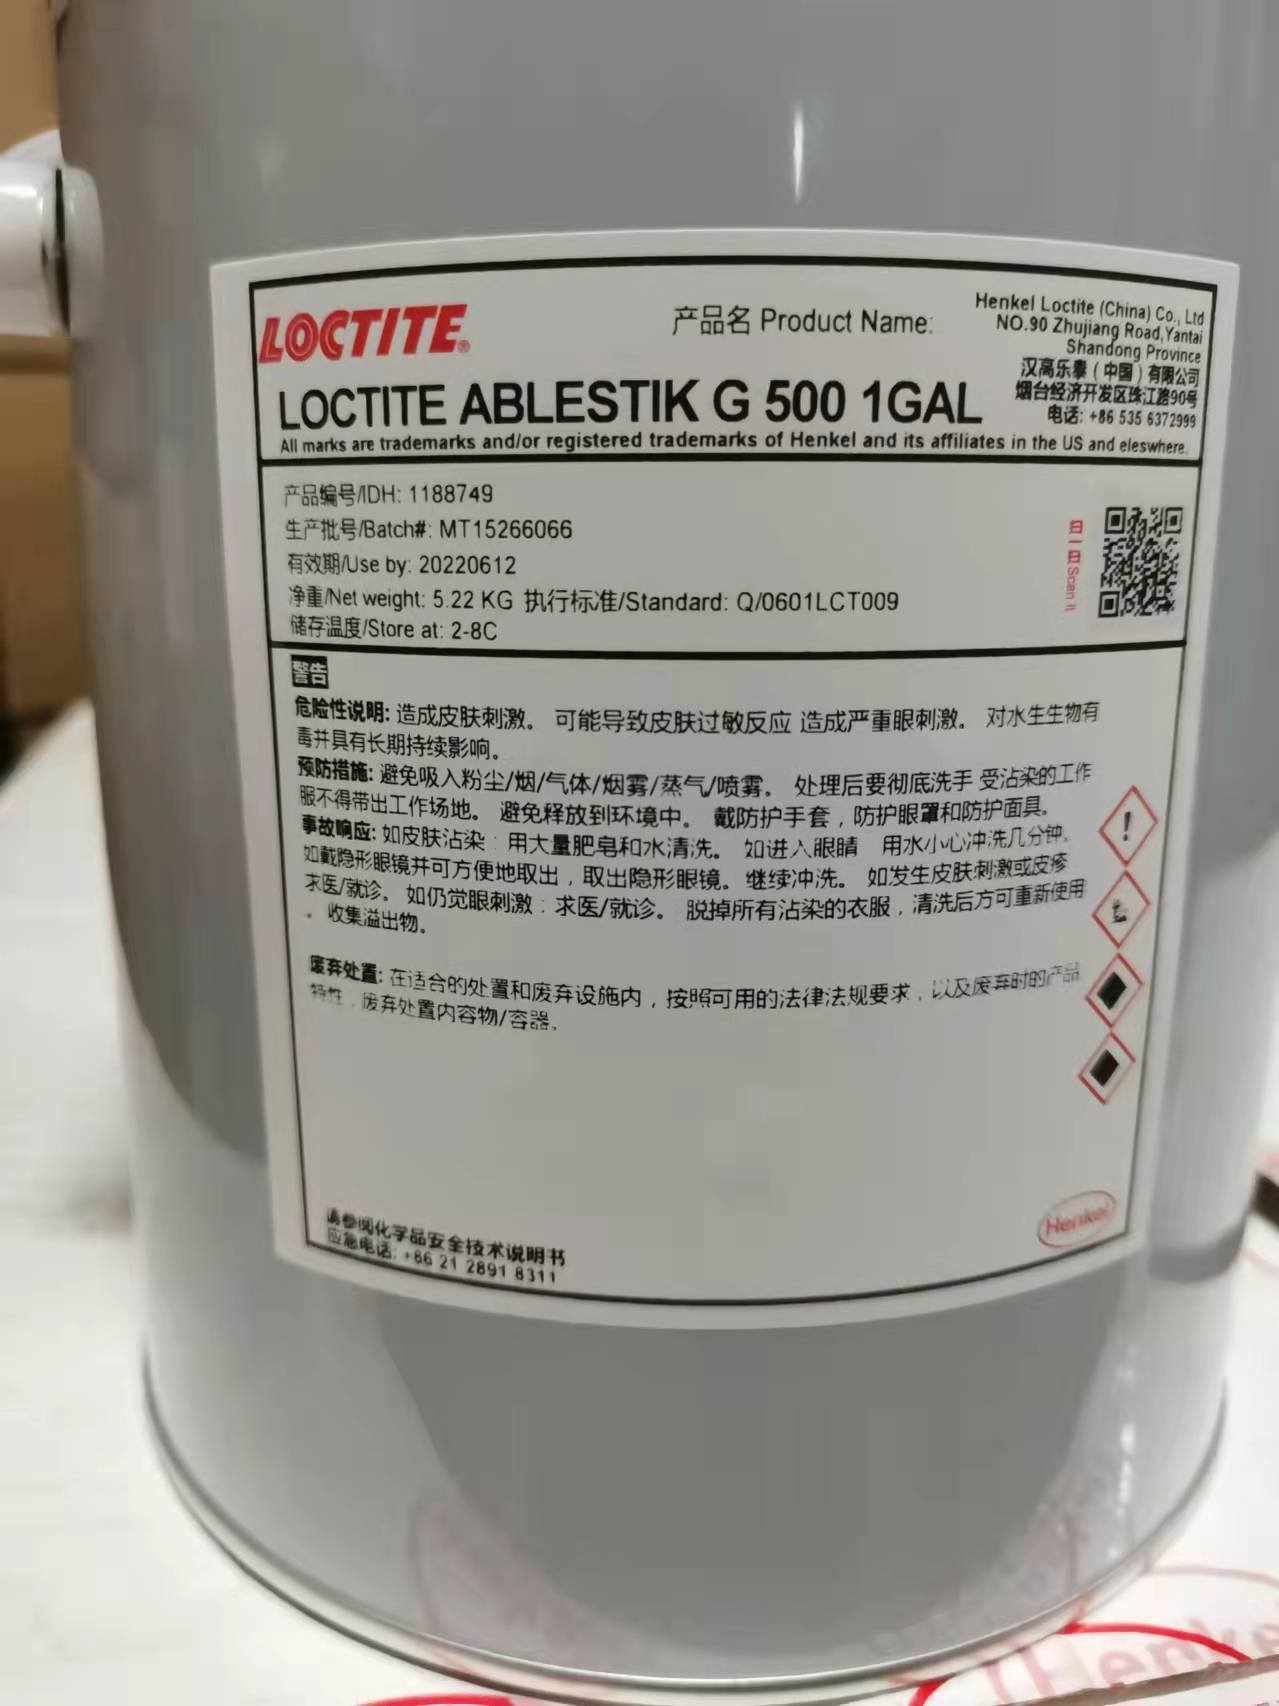 LOCTITE®
产品名 Product Name:
Henkel Loctite (China) Co., Ltd
NO.90 Zhujiang Road,Yantai
Shandong Province
汉高乐泰（中国）有限公司
烟台经济开发区珠江路90号
电话: +86 535 6372999
LOCTITE ABLESTIK G 500 1GAL
All marks are trademarks and/or registered trademarks of Henkel and its affiliates in the US and eleswhere.
产品编号/IDH: 1188749
生产批号/Batch#: MT15266066
有效期/Use by: 20220612
净重/Net weight: 5.22 KG 执行标准/Standard: Q/0601LCT009
储存温度/Store at: 2-8C
扫一扫Scan it
警告
危险性说明: 造成皮肤刺激。 可能导致皮肤过敏反应 造成严重眼刺激。 对水生生物有
毒并具有长期持续影响。
预防措施: 避免吸入粉尘/烟/气体/烟雾/蒸气/喷雾。 处理后要彻底洗手 受沾染的工作
服不得带出工作场地。 避免释放到环境中。 戴防护手套，防护眼罩和防护面具。
事故响应: 如皮肤沾染：用大量肥皂和水清洗。 如进入眼睛 用水小心冲洗几分钟。
如戴隐形眼镜并可方便地取出，取出隐形眼镜。继续冲洗。 如发生皮肤刺激或皮疹
求医/就诊。 如仍觉眼刺激：求医/就诊。 脱掉所有沾染的衣服，清洗后方可重新使用
。 收集溢出物。
废弃处置: 在适合的处置和废弃设施内，按照可用的法律法规要求，以及废弃时的产品
特性，废弃处置内容物/容器。
请参阅化学品安全技术说明书
应急电话: +86 21 2891 8311
Henkel
Henke